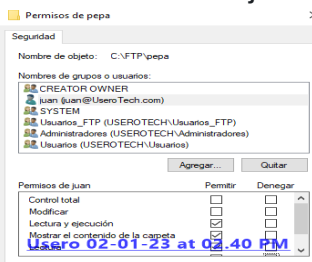 Permisos de pepa
Seguridad
Nombre de objeto: C:\FTP\pepa
Nombres de grupos o usuarios:
CREATOR OWNER
juan (juan@UseroTech.com)
SYSTEM
Usuarios_FTP (USEROTECH\Usuarios_FTP)
Administradores (USEROTECH\Administradores)
Usuarios (USEROTECH\Usuarios)
Agregar... Quitar
Permisos de juan Permitir Denegar
Control total
Modificar
Lectura y ejecución
Mostrar el contenido de la carpeta
Lectura
Usero 02-01-23 at 02.40 PM